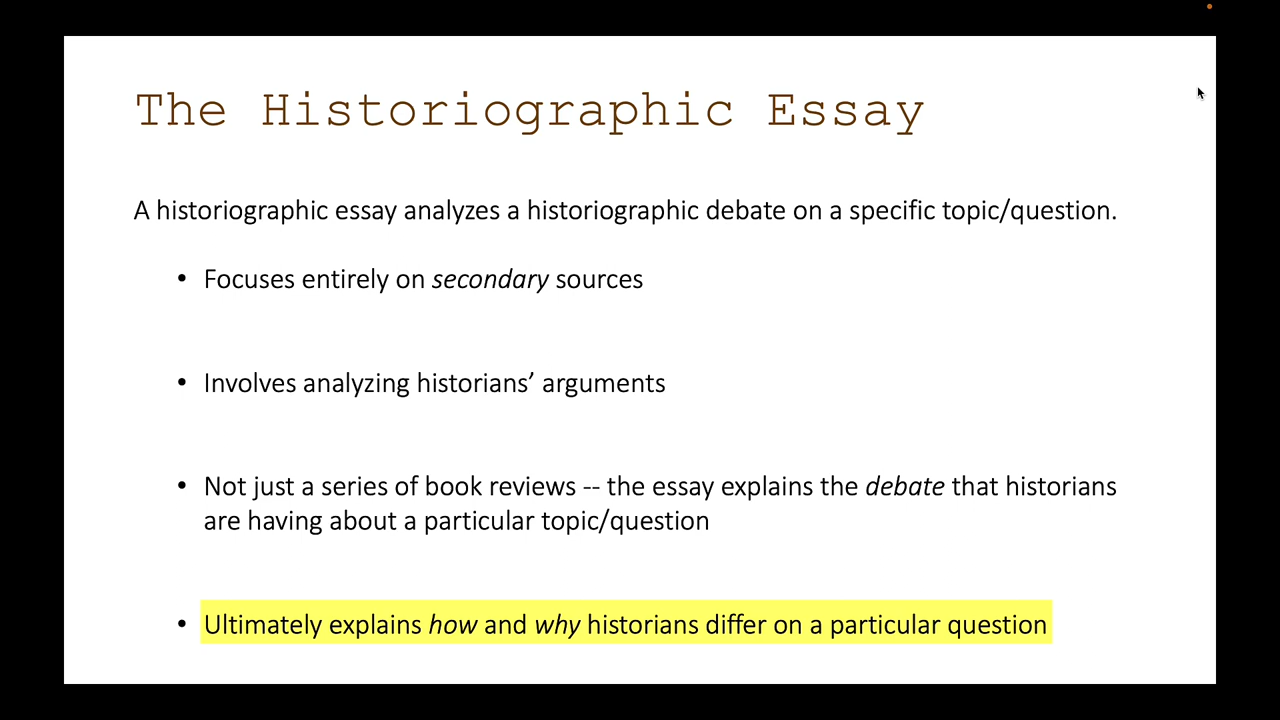 The Historiographic Essay
A historiographic essay analyzes a historiographic debate on a specific topic/question.
• Focuses entirely on secondary sources
• Involves analyzing historians’ arguments
• Not just a series of book reviews -- the essay explains the debate that historians
are having about a particular topic/question
• Ultimately explains how and why historians differ on a particular question